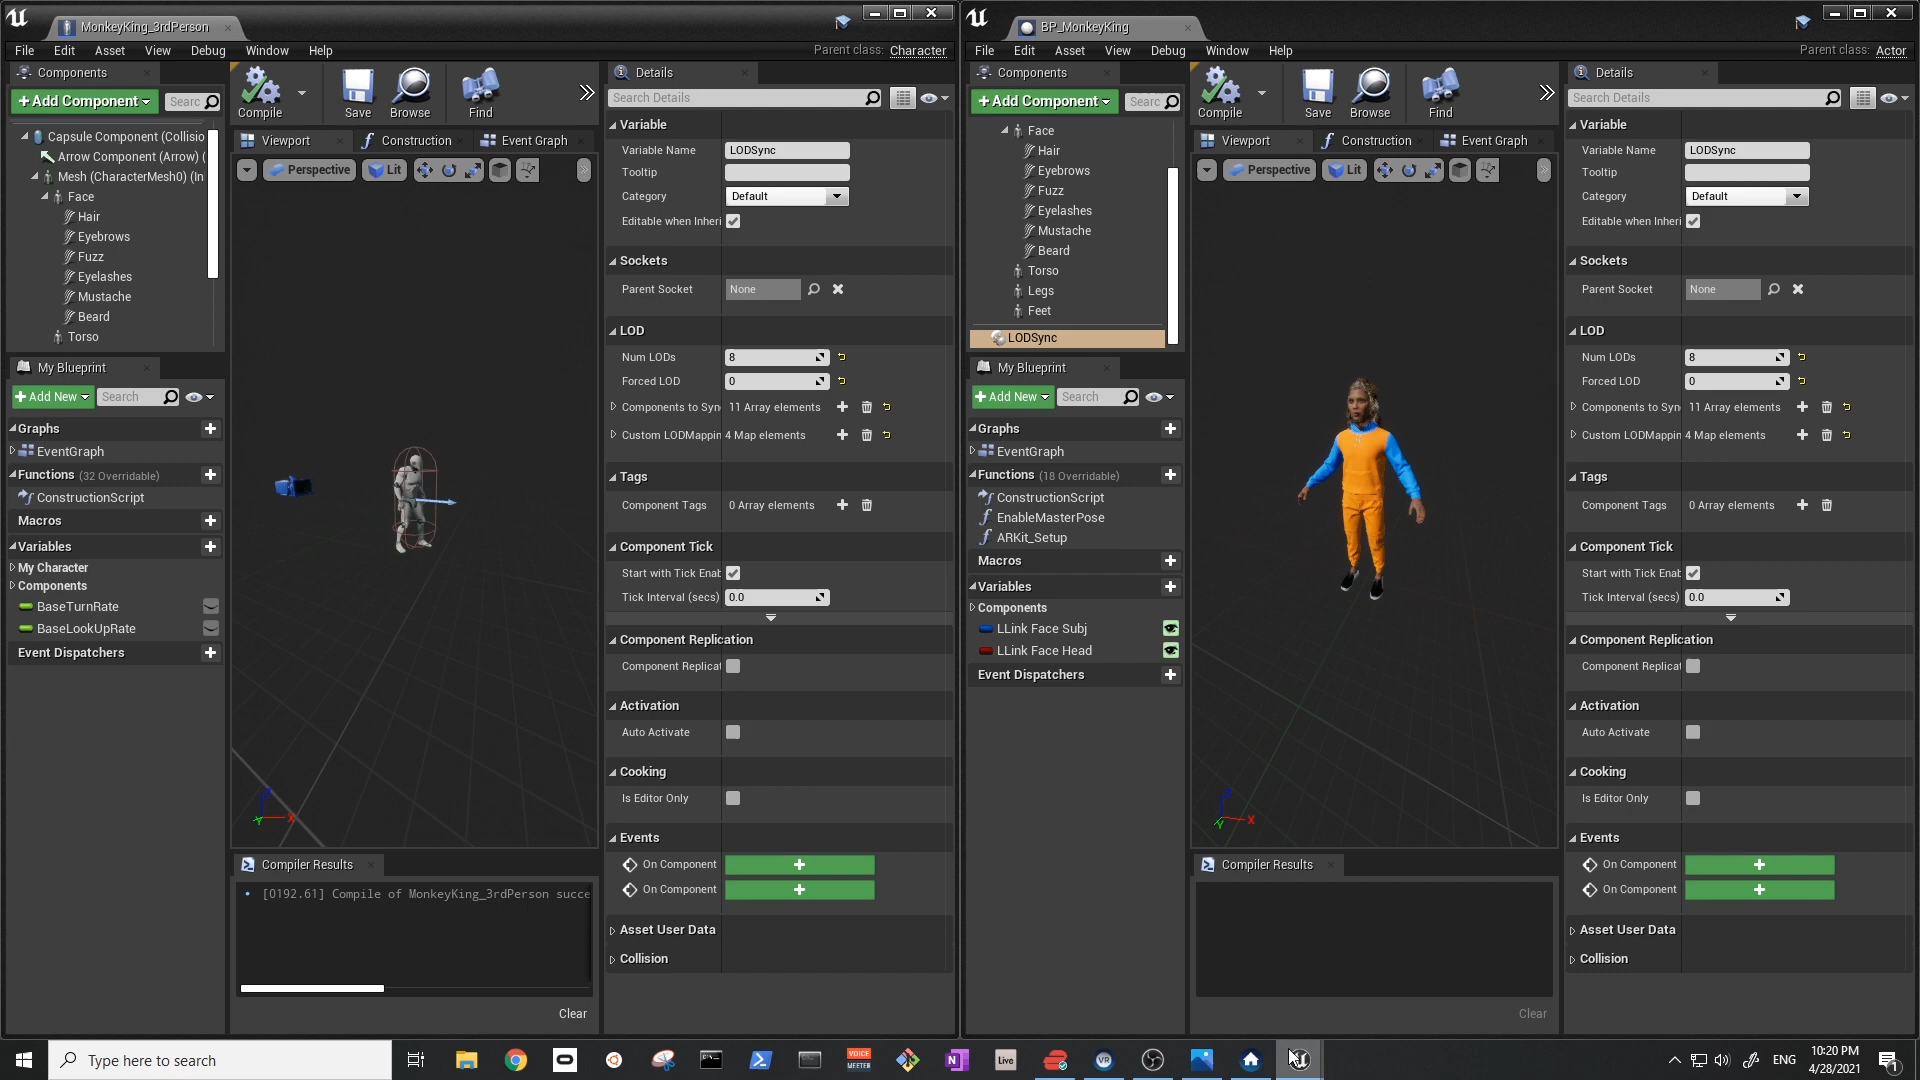 MonkeyKing_3rdPerson
File Edit Asset View Debug Window Help
Parent class: Character
Components
+Add Component
Searc
Capsule Component (Collisio
Arrow Component (Arrow) (
Mesh (CharacterMesh0) (In
Face
Hair
Eyebrows
Fuzz
Eyelashes
Mustache
Beard
Torso
My Blueprint
+Add New
Search
Graphs
EventGraph
Functions (32 Overridable)
ConstructionScript
Macros
Variables
My Character
Components
BaseTurnRate
BaseLookUpRate
Event Dispatchers
Compile Save Browse Find
Viewport Construction Event Graph
Perspective Lit
X
Y
Compiler Results
[0192.61] Compile of MonkeyKing_3rdPerson succe
Clear
Details
Search Details
Variable
Variable Name LODSync
Tooltip
Category Default
Editable when Inheri
Sockets
Parent Socket None
LOD
Num LODs 8
Forced LOD 0
Components to Syn 11 Array elements
Custom LODMappin 4 Map elements
Tags
Component Tags 0 Array elements
Component Tick
Start with Tick Enab
Tick Interval (secs) 0.0
Component Replication
Component Replicat
Activation
Auto Activate
Cooking
Is Editor Only
Events
On Component +
On Component +
Asset User Data
Collision
BP_MonkeyKing
File Edit Asset View Debug Window Help
Parent class: Actor
Components
+Add Component
Searc
Face
Hair
Eyebrows
Fuzz
Eyelashes
Mustache
Beard
Torso
Legs
Feet
LODSync
My Blueprint
+Add New
Search
Graphs
EventGraph
Functions (18 Overridable)
ConstructionScript
EnableMasterPose
ARKit_Setup
Macros
Variables
Components
LLink Face Subj
LLink Face Head
Event Dispatchers
Compile Save Browse Find
Viewport Construction Event Graph
Perspective Lit
X
Y
Compiler Results
Clear
Details
Search Details
Variable
Variable Name LODSync
Tooltip
Category Default
Editable when Inheri
Sockets
Parent Socket None
LOD
Num LODs 8
Forced LOD 0
Components to Syn 11 Array elements
Custom LODMappin 4 Map elements
Tags
Component Tags 0 Array elements
Component Tick
Start with Tick Enab
Tick Interval (secs) 0.0
Component Replication
Component Replicat
Activation
Auto Activate
Cooking
Is Editor Only
Events
On Component +
On Component +
Asset User Data
Collision
Type here to search
VOICE
MEETER
Live
VR
ENG
10:20 PM
4/28/2021
1